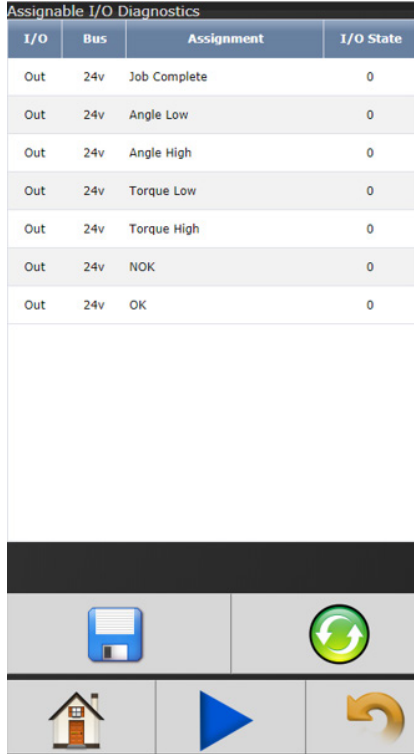 Assignable I/O Diagnostics
I/O Bus Assignment I/O State
Out 24v Job Complete 0
Out 24v Angle Low 0
Out 24v Angle High 0
Out 24v Torque Low 0
Out 24v Torque High 0
Out 24v NOK 0
Out 24v OK 0